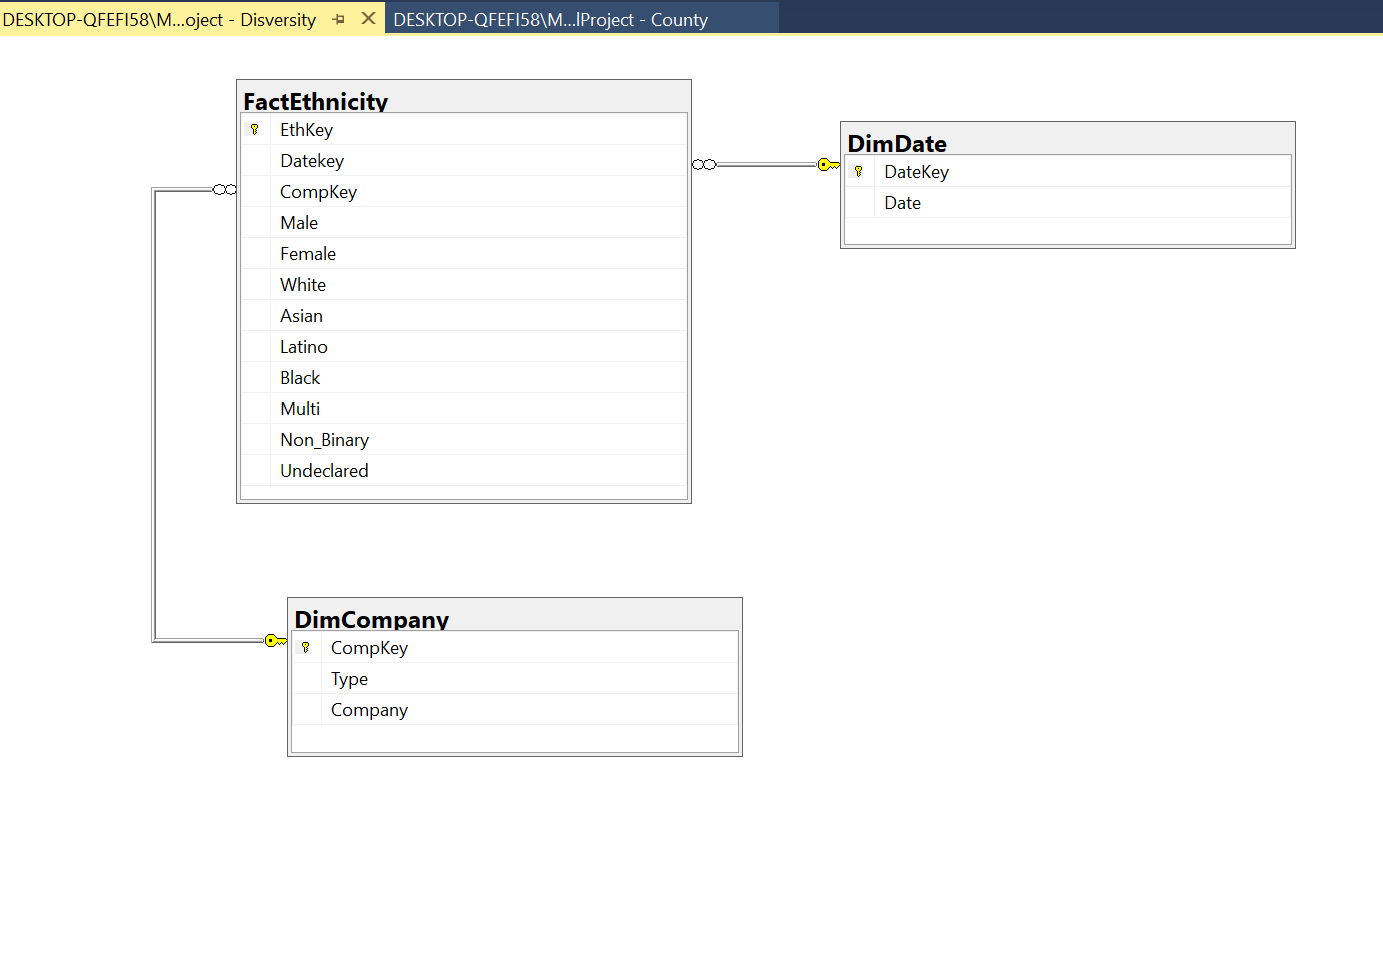 DESKTOP-QFEFI58\M...oject - Disversity
DESKTOP-QFEFI58\M...lProject - County
FactEthnicity
EthKey
Datekey
CompKey
Male
Female
White
Asian
Latino
Black
Multi
Non_Binary
Undeclared
DimDate
DateKey
Date
DimCompany
CompKey
Type
Company